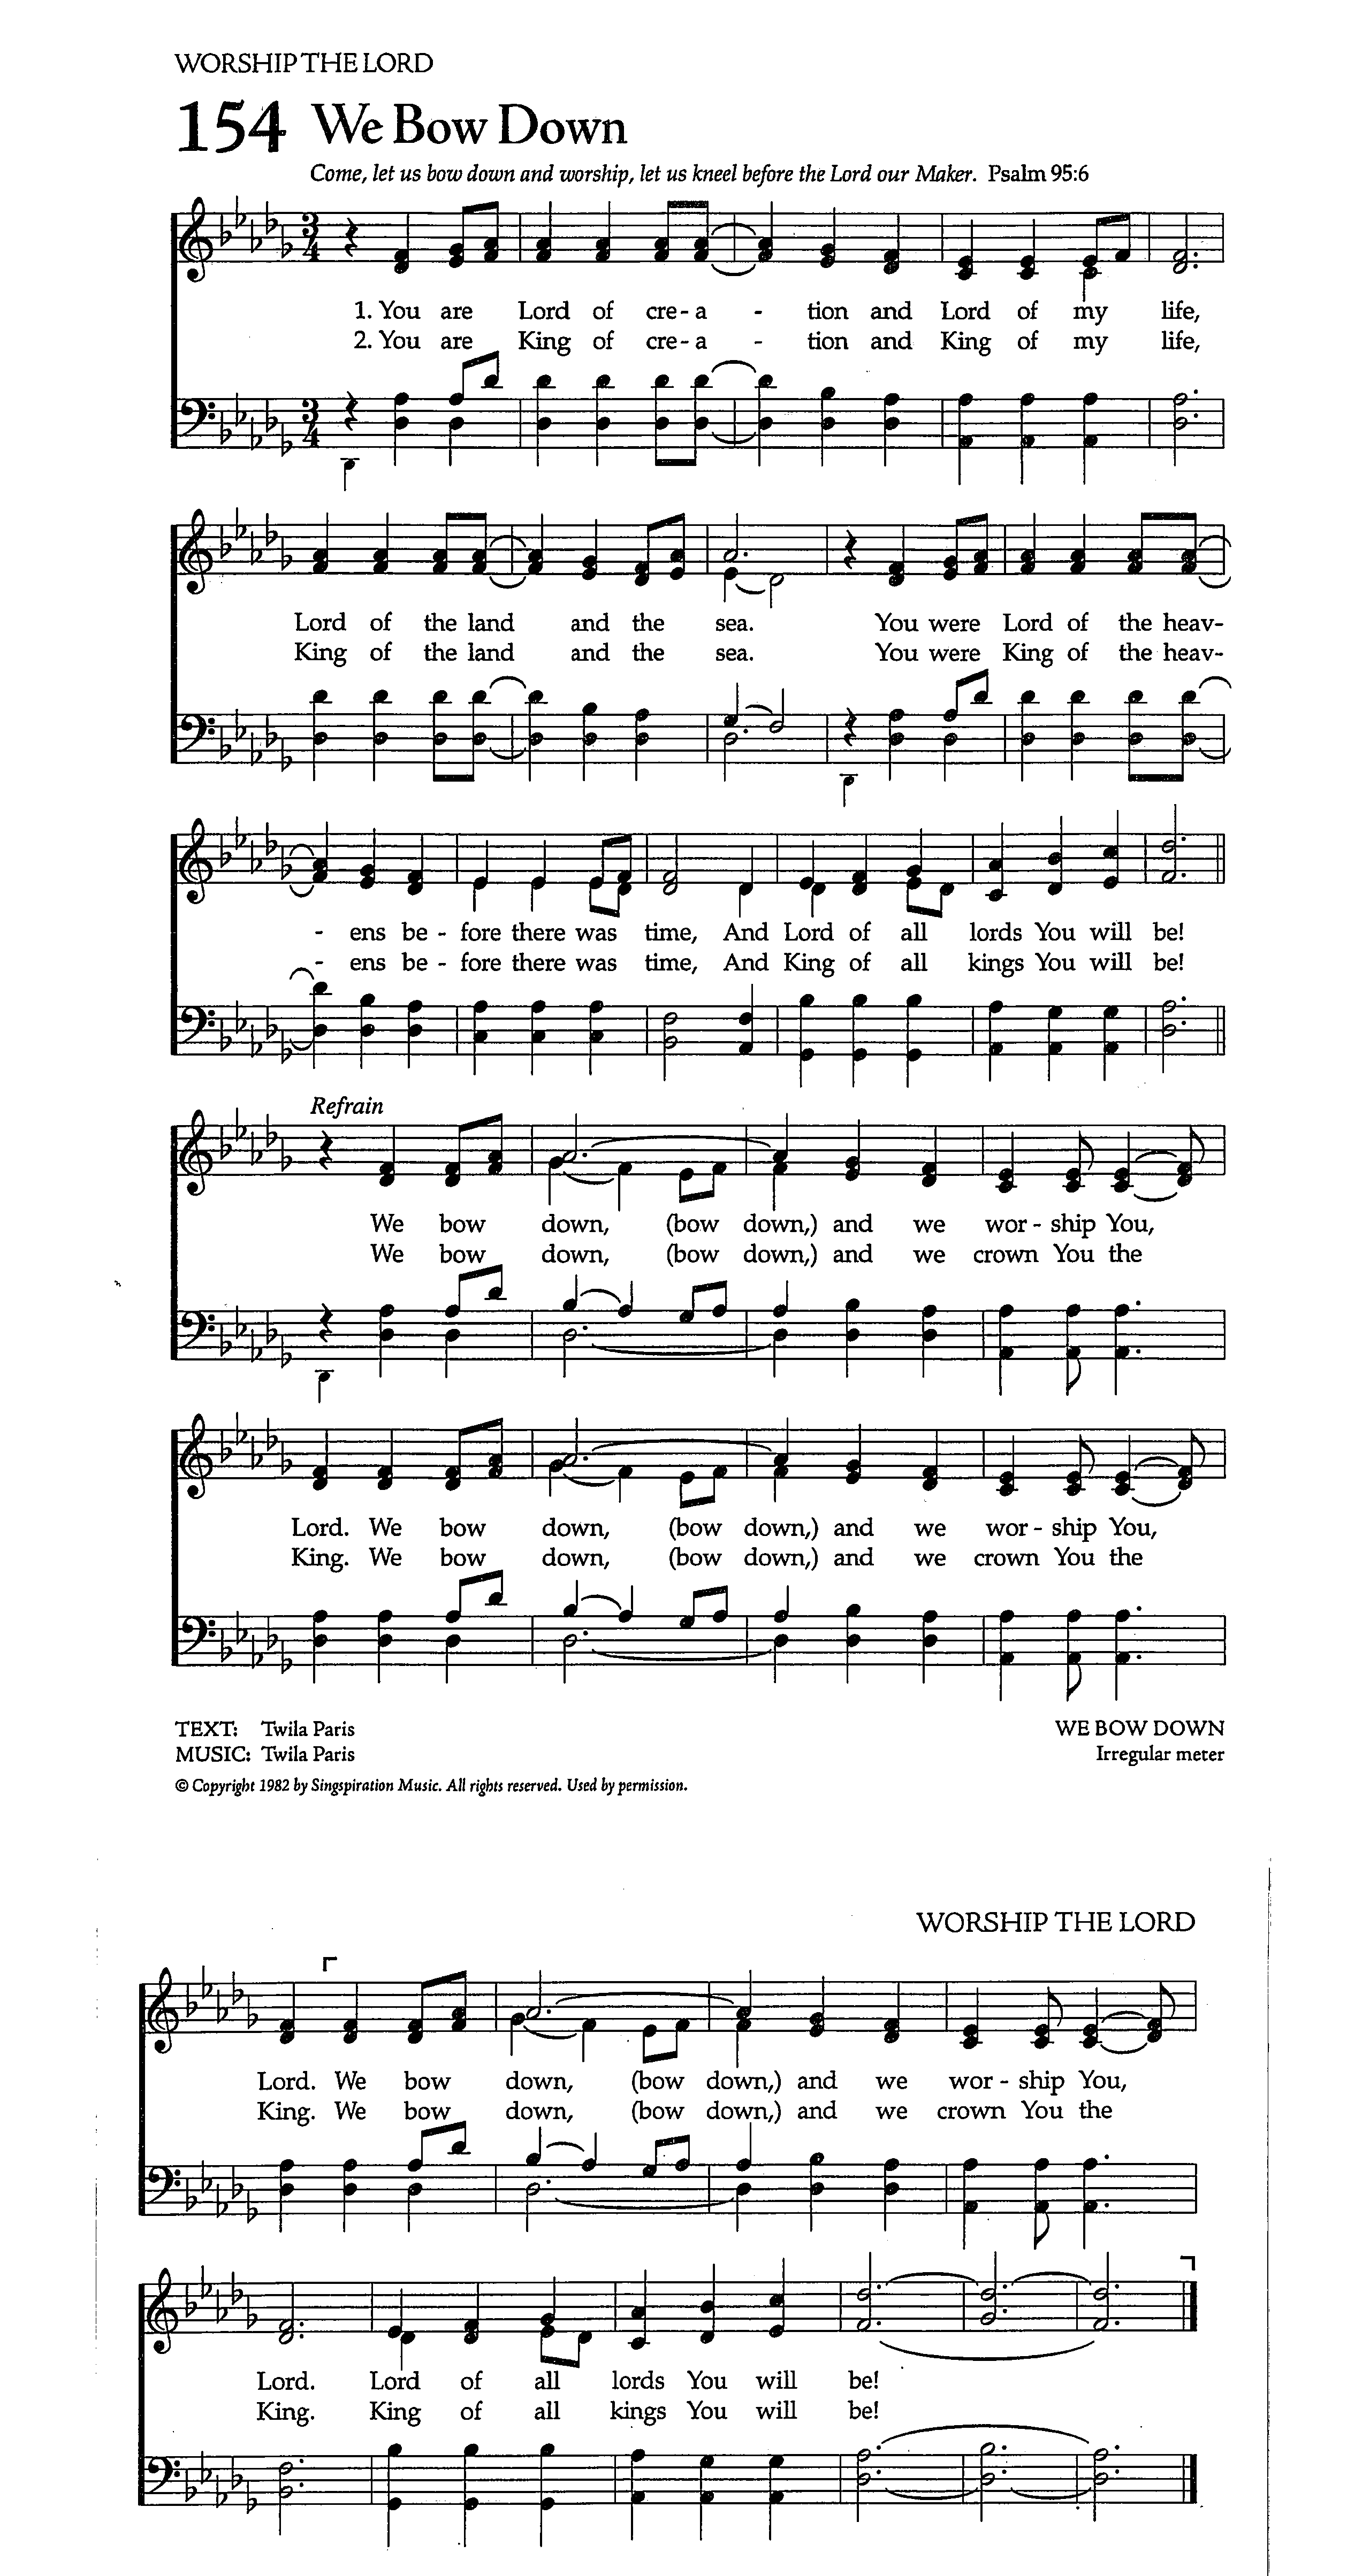 WORSHIP THE LORD
154 We Bow Down
Come, let us bow down and worship, let us kneel before the Lord our Maker. Psalm 95:6
1. You are Lord of cre - a - tion and Lord of my life,
2. You are King of cre - a - tion and King of my life,
Lord of the land and the sea. You were Lord of the heav-
King of the land and the sea. You were King of the heav-
- ens be - fore there was time, And Lord of all lords You will be!
- ens be - fore there was time, And King of all kings You will be!
Refrain
We bow down, (bow down,) and we wor - ship You,
We bow down, (bow down,) and we crown You the
Lord. We bow down, (bow down,) and we wor - ship You,
King. We bow down, (bow down,) and we crown You the
TEXT: Twila Paris WE BOW DOWN
MUSIC: Twila Paris Irregular meter
© Copyright 1982 by Singspiration Music. All rights reserved. Used by permission.
WORSHIP THE LORD
Lord. We bow down, (bow down,) and we wor - ship You,
King. We bow down, (bow down,) and we crown You the
Lord. Lord of all lords You will be!
King. King of all kings You will be!